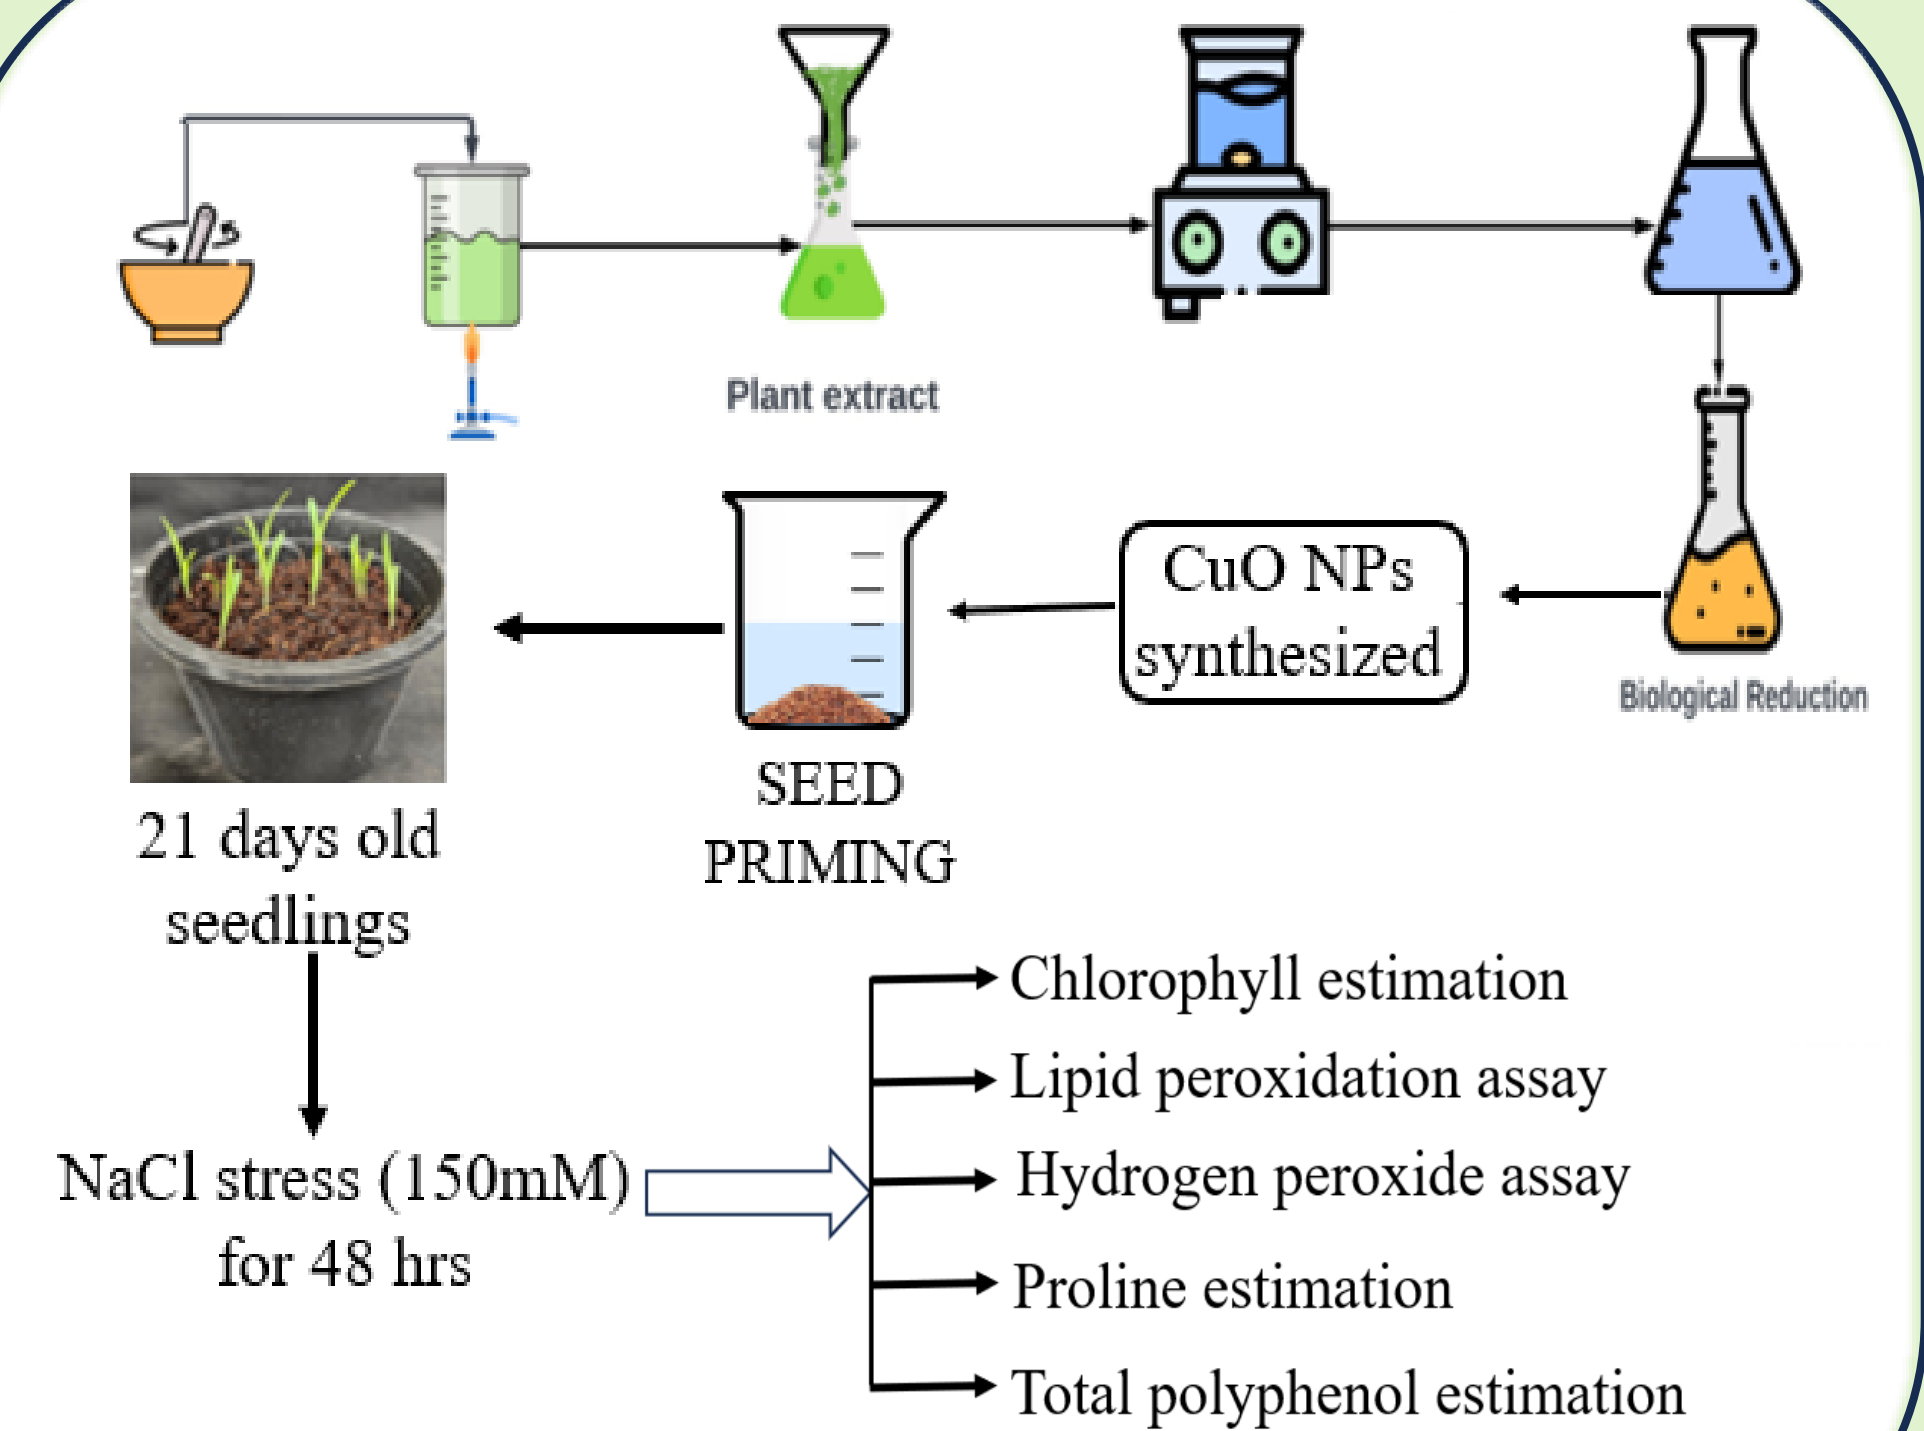 Plant extract
CuO NPs
synthesized
Biological Reduction
SEED
PRIMING
21 days old
seedlings
NaCl stress (150mM)
for 48 hrs
Chlorophyll estimation
Lipid peroxidation assay
Hydrogen peroxide assay
Proline estimation
Total polyphenol estimation